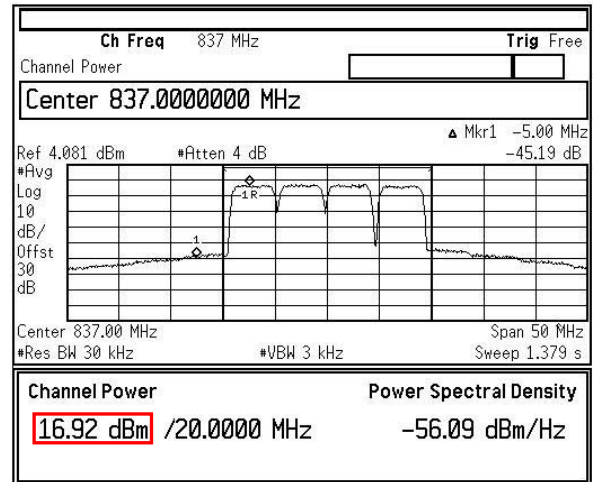 Ch Freq 837 MHz Trig Free
Channel Power
Center 837.0000000 MHz
▵ Mkr1 -5.00 MHz
Ref 4.081 dBm #Atten 4 dB -45.19 dB
#Avg
Log
10
dB/
Offst
30
dB
1R
1
Center 837.00 MHz Span 50 MHz
#Res BW 30 kHz #VBW 3 kHz Sweep 1.379 s
Channel Power Power Spectral Density
16.92 dBm /20.0000 MHz -56.09 dBm/Hz